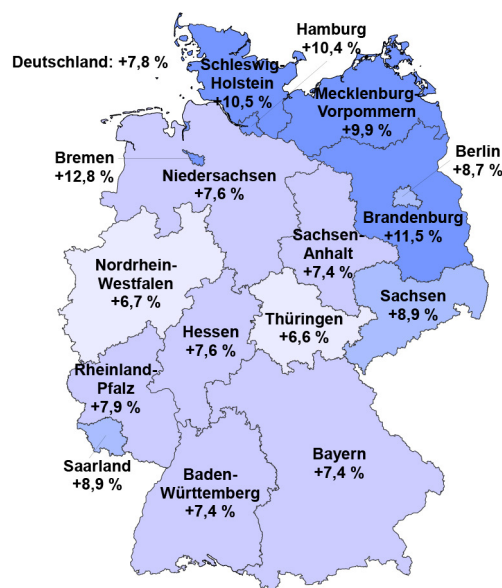 Deutschland: +7,8 %
Hamburg
+10,4 %
Schleswig-
Holstein
+10,5 %
Mecklenburg-
Vorpommern
+9,9 %
Bremen
+12,8 %
Niedersachsen
+7,6 %
Berlin
+8,7 %
Brandenburg
+11,5 %
Sachsen-
Anhalt
+7,4 %
Nordrhein-
Westfalen
+6,7 %
Sachsen
+8,9 %
Hessen
+7,6 %
Thüringen
+6,6 %
Rheinland-
Pfalz
+7,9 %
Saarland
+8,9 %
Baden-
Württemberg
+7,4 %
Bayern
+7,4 %